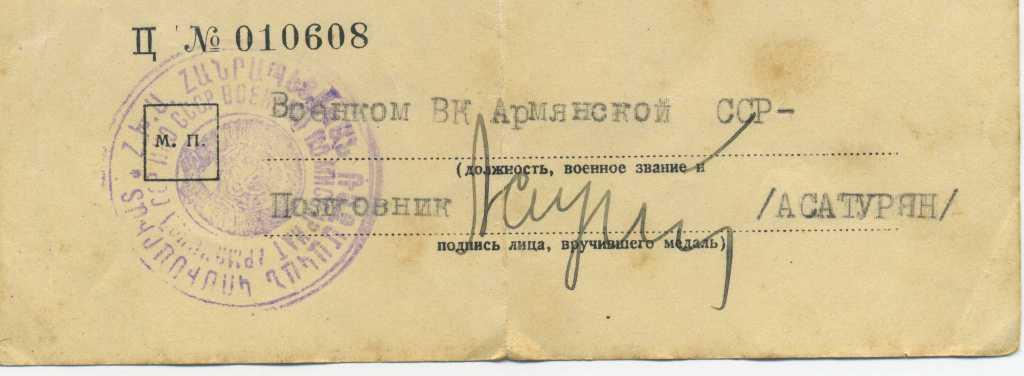 Ц № 010608
Военком ВК Армянской ССР-
М. П.
(должность, военное звание и
Полковник /АСАТУРЯН/
подпись лица, вручившего медаль)